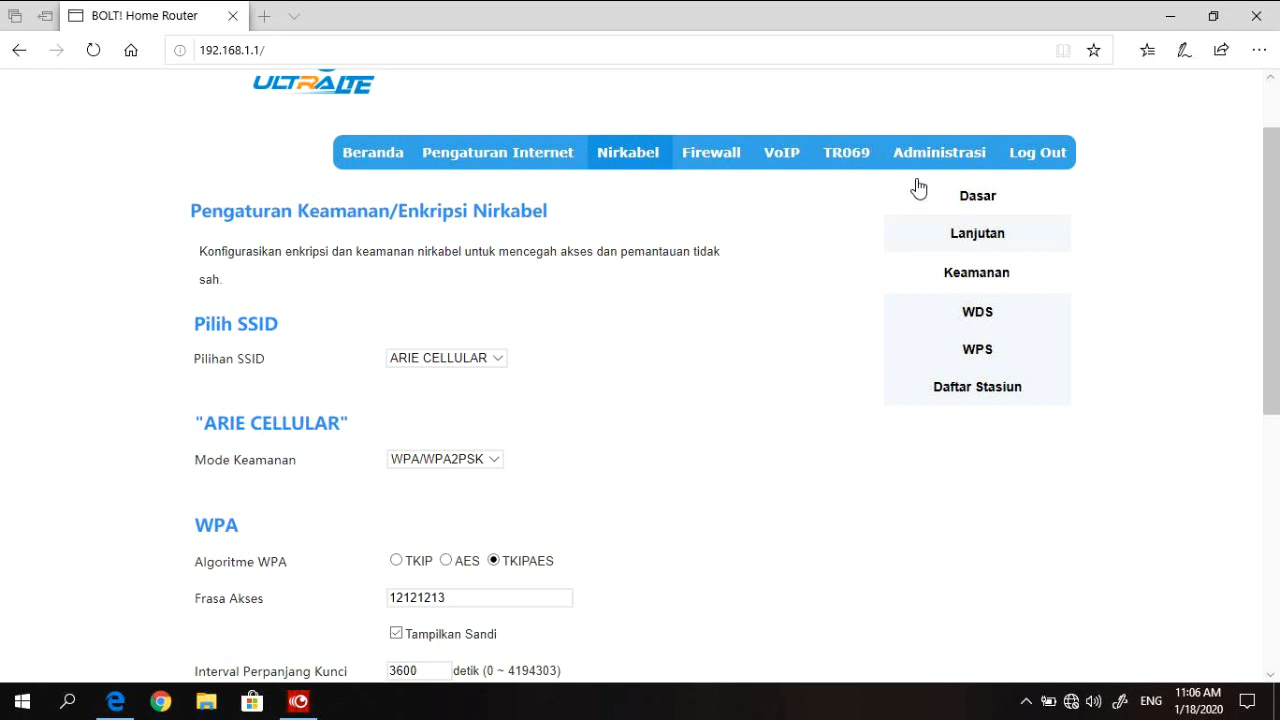 BOLT! Home Router
192.168.1.1/
ULTRA LTE
Beranda Pengaturan Internet Nirkabel Firewall VoIP TR069 Administrasi Log Out
Pengaturan Keamanan/Enkripsi Nirkabel
Konfigurasikan enkripsi dan keamanan nirkabel untuk mencegah akses dan pemantauan tidak
sah.
Dasar
Lanjutan
Keamanan
WDS
WPS
Daftar Stasiun
Pilih SSID
Pilihan SSID ARIE CELLULAR
"ARIE CELLULAR"
Mode Keamanan WPA/WPA2PSK
WPA
Algoritme WPA TKIP AES TKIPAES
Frasa Akses 12121213
Tampilkan Sandi
Interval Perpanjang Kunci 3600 detik (0 ~ 4194303)
ENG
11:06 AM
1/18/2020